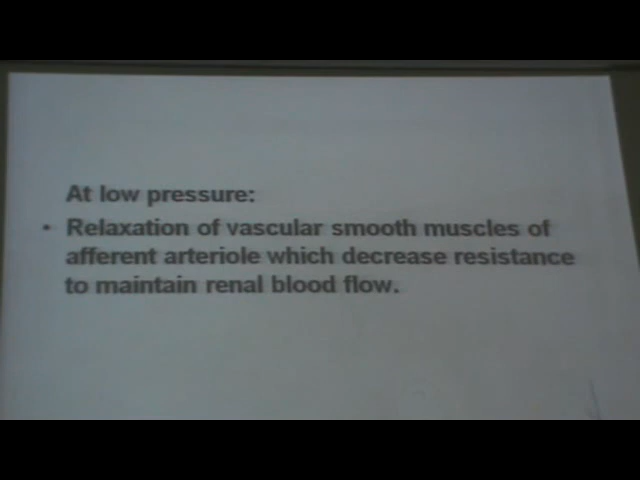 At low pressure:
• Relaxation of vascular smooth muscles of
afferent arteriole which decrease resistance
to maintain renal blood flow.